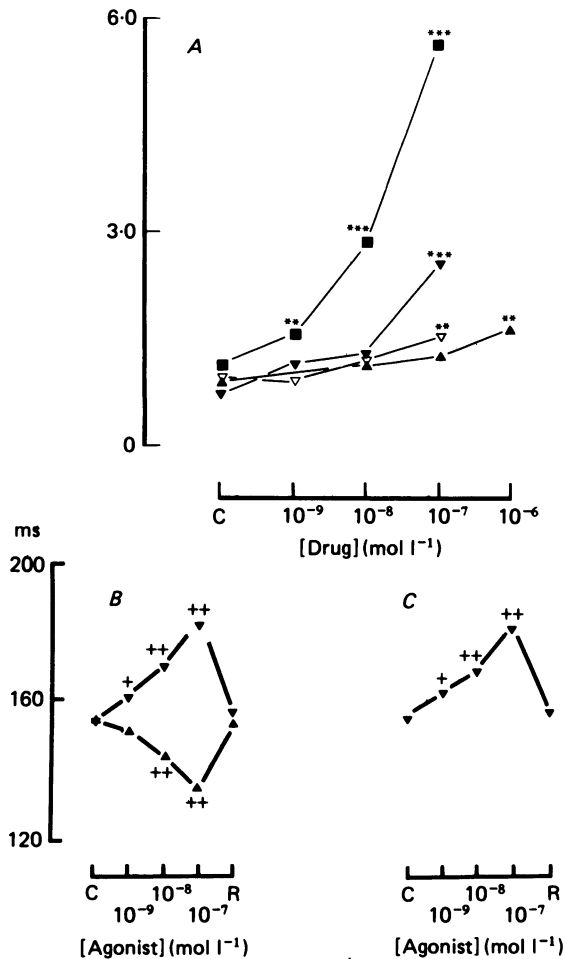 6·0
A
***
3·0
***
***
**
**
**
0
C 10⁻⁹ 10⁻⁸ 10⁻⁷ 10⁻⁶
[Drug] (mol l⁻¹)
ms
200
B C
++ ++
++ ++
+ +
160
++
++
120
C 10⁻⁸ R C 10⁻⁸ R
10⁻⁹ 10⁻⁷ 10⁻⁹ 10⁻⁷
[Agonist] (mol l⁻¹) [Agonist] (mol l⁻¹)